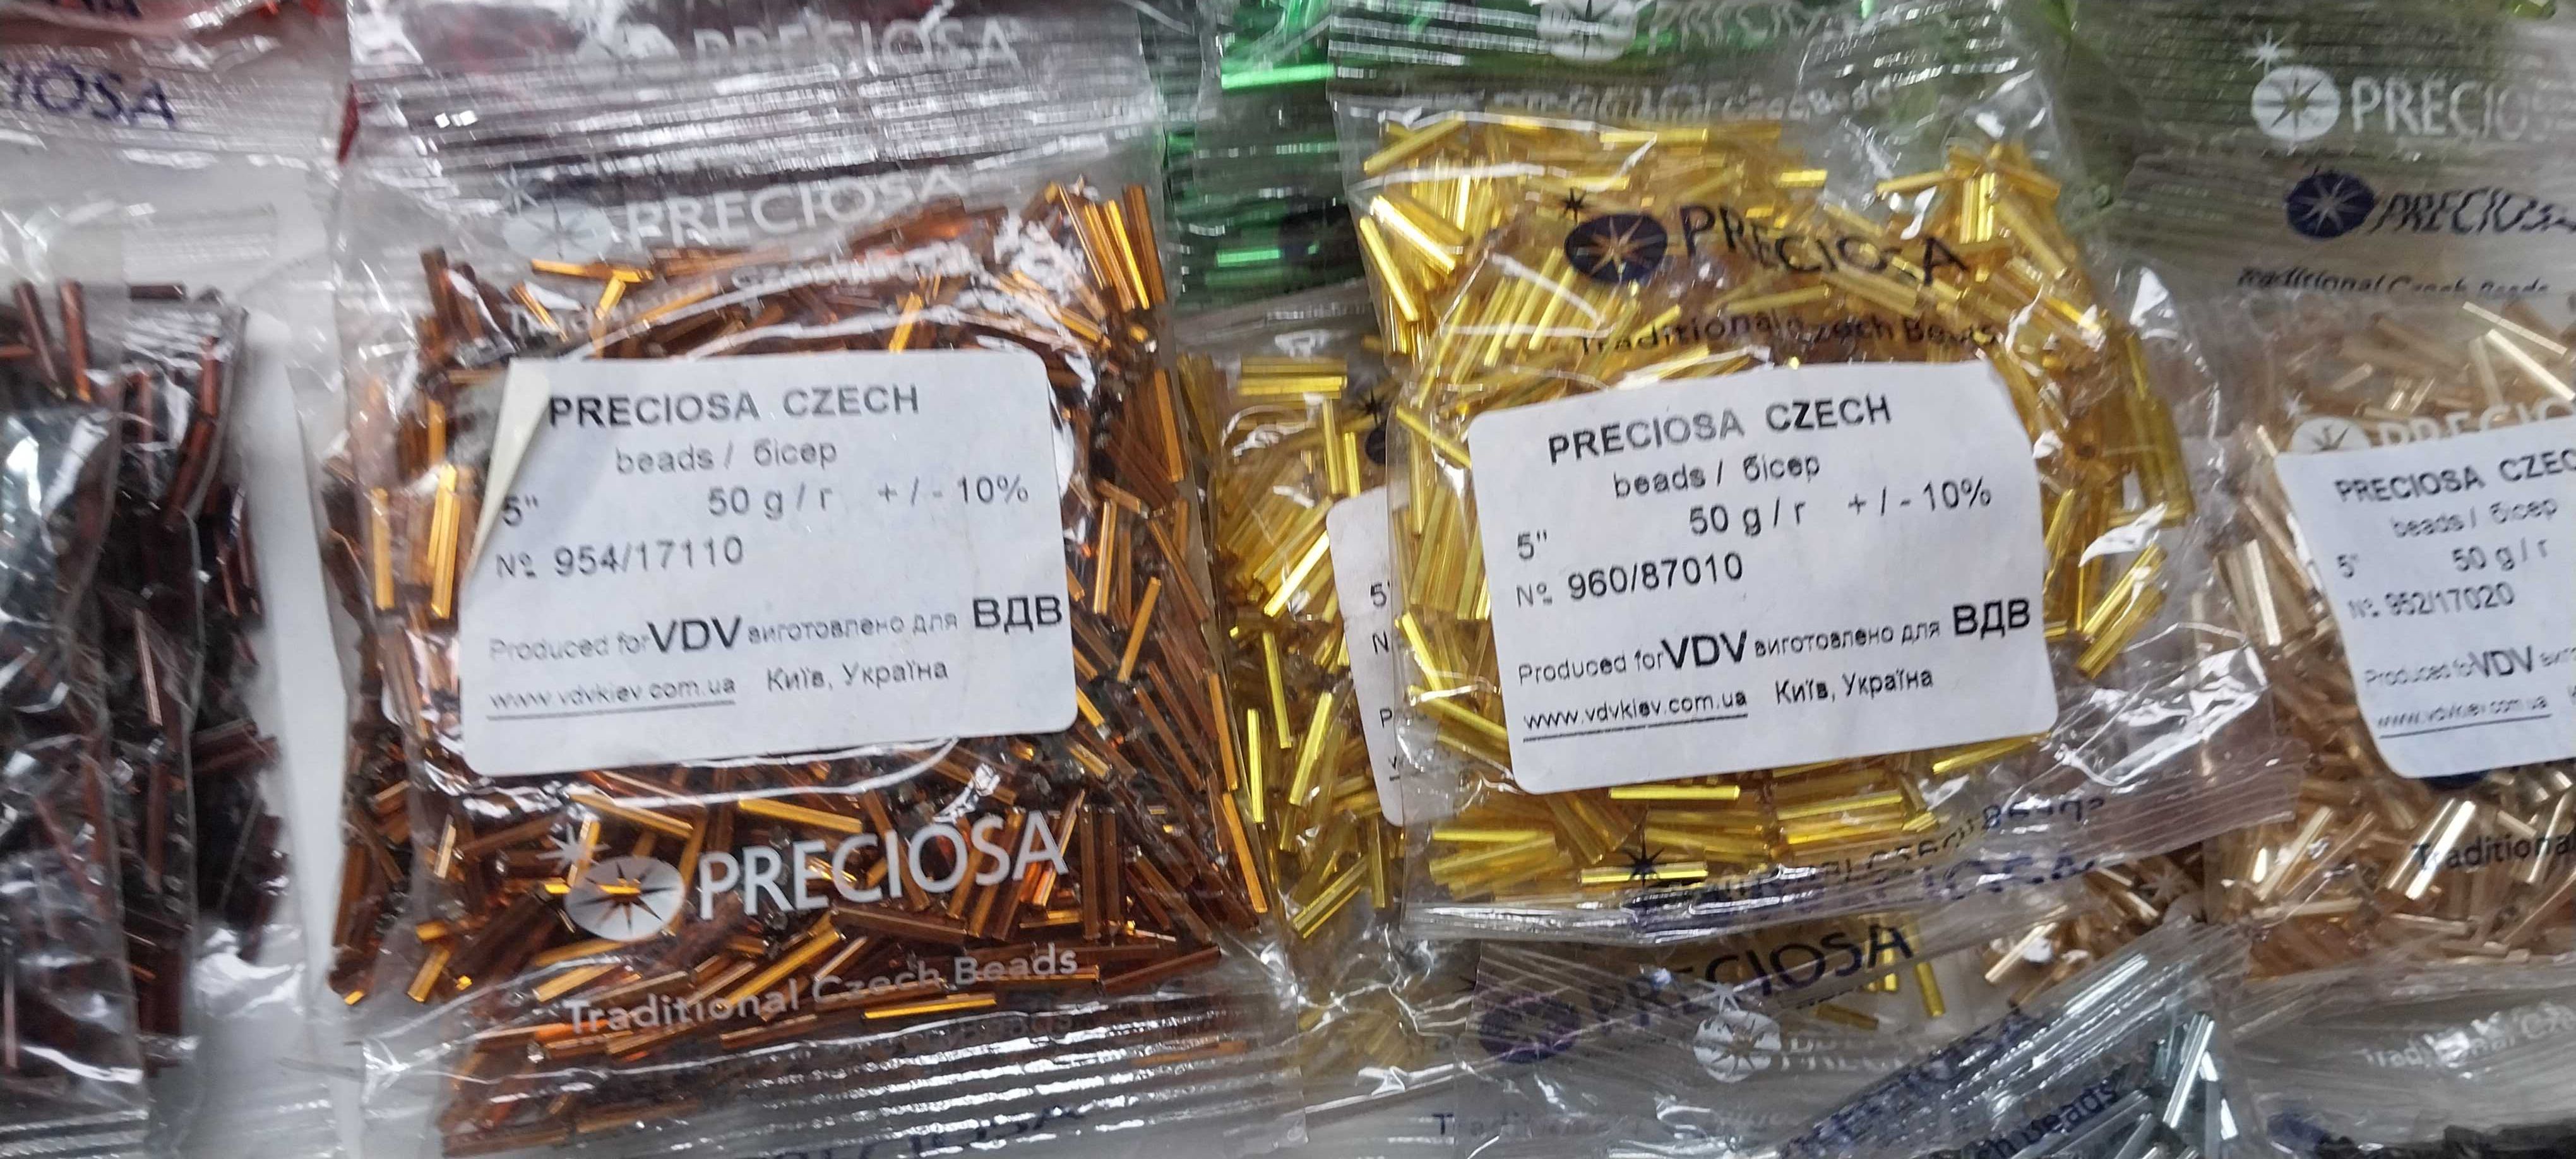 PRECIOSA
PRECIOSA
PRECIOSA CZECH
beads / бісер
5" 50 g / г + / - 10%
№ 954/17110
Produced for VDV виготовлено для ВДВ
www.vdvkiev.com.ua Київ, Україна
PRECIOSA
Traditional Czech Beads
PRECIOSA
Traditional Czech Beads
PRECIOSA CZECH
beads / бісер
5" 50 g / г + / - 10%
№ 960/87010
Produced for VDV виготовлено для ВДВ
www.vdvkiev.com.ua Київ, Україна
PRECIOSA
PRECIOS
PRECIOSA
Traditional Czech Beads
PRECIOSA CZEC
beads / бісер
5" 50 g / г
№ 952/17020
Produced for VDV
www.vdvkiev.com.ua
Traditional